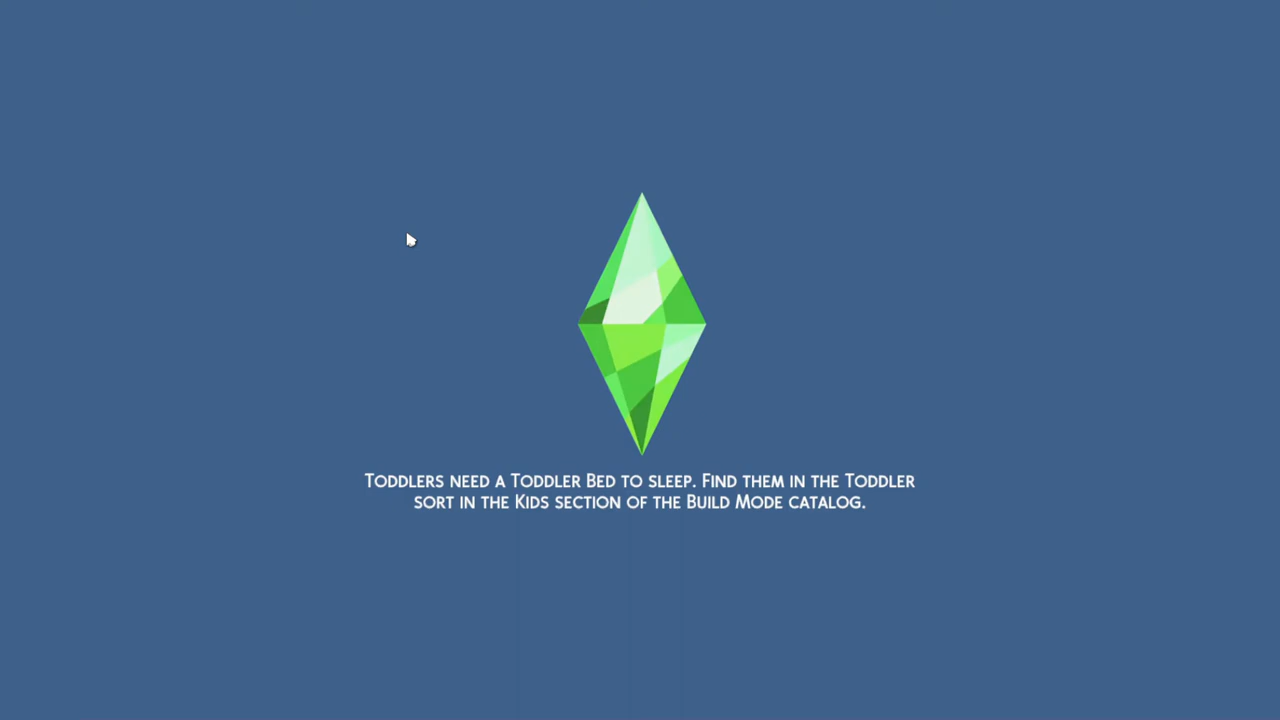 Toddlers need a Toddler Bed to sleep. Find them in the Toddler
sort in the Kids section of the Build Mode catalog.